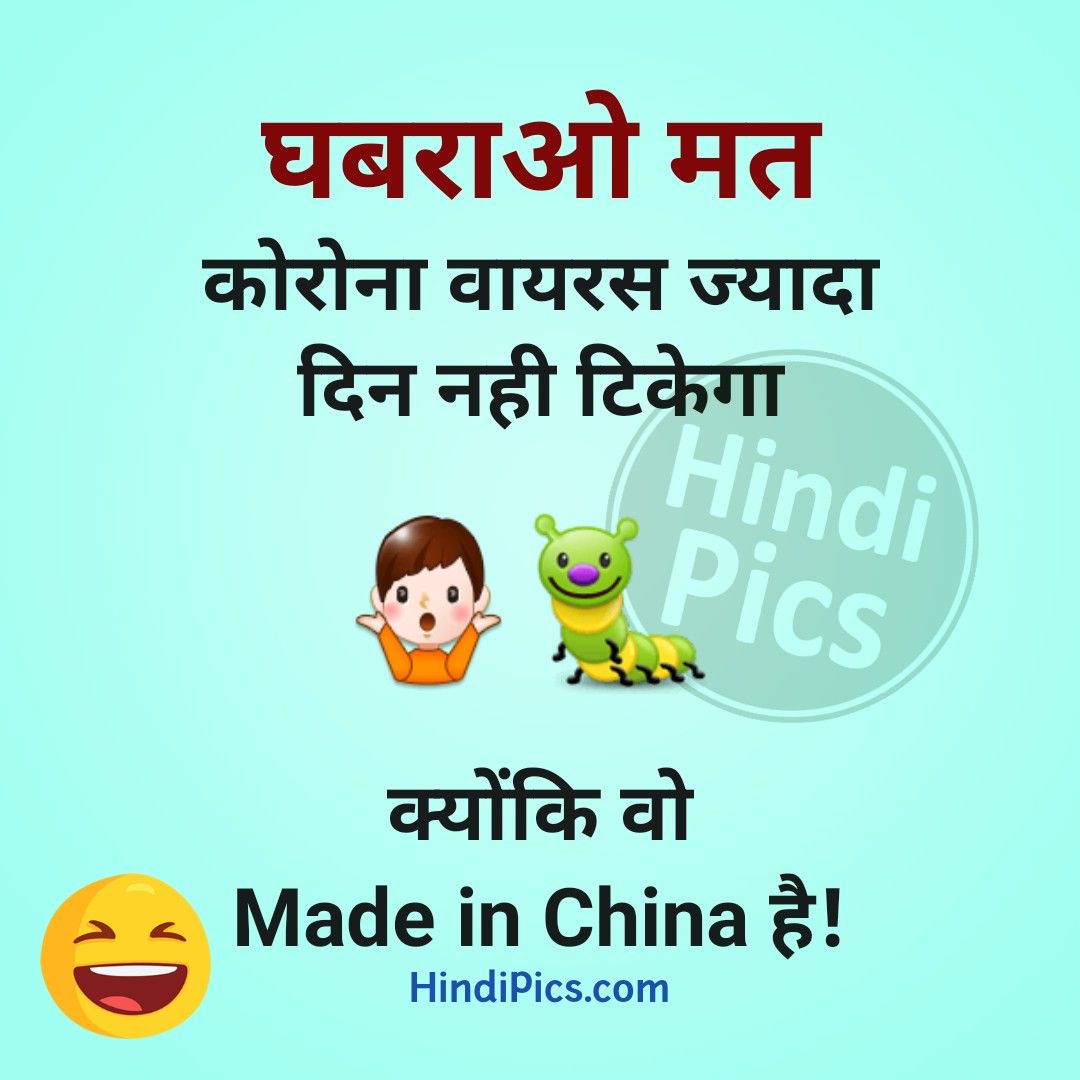 घबराओ मत
कोरोना वायरस ज्यादा
दिन नही टिकेगा
Hindi
Pics
क्योंकि वो
Made in China है!
HindiPics.com